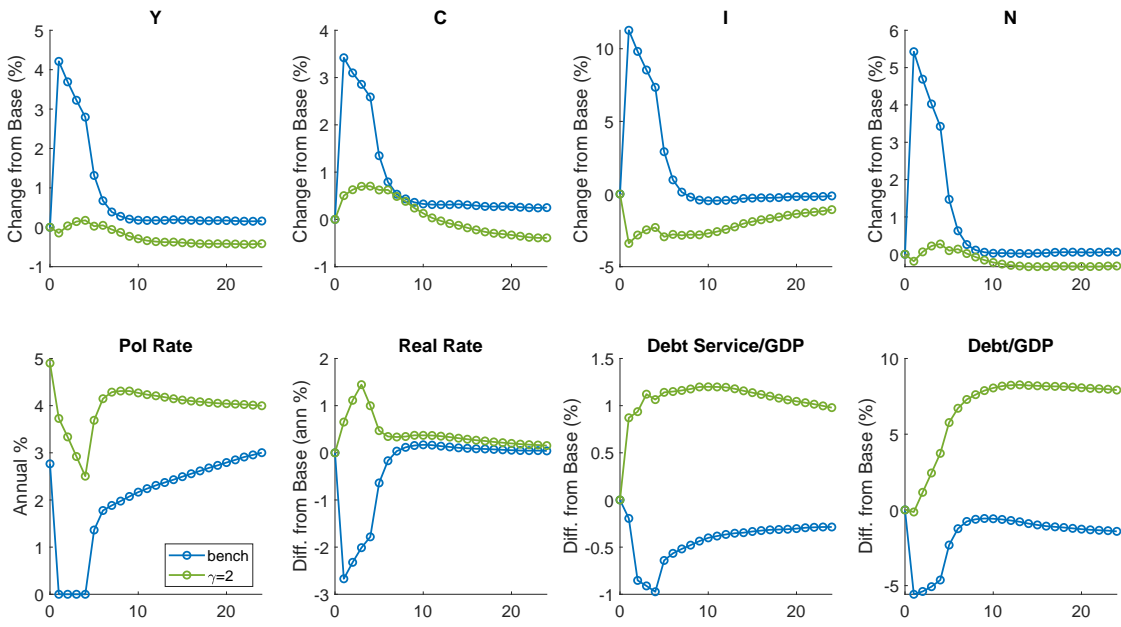 Y
C
I
N
Change from Base (%)
5
4
3
2
1
0
-1
0 10 20
Change from Base (%)
4
3
2
1
0
-1
0 10 20
Change from Base (%)
10
5
0
-5
0 10 20
Change from Base (%)
6
5
4
3
2
1
0
0 10 20
Pol Rate
Real Rate
Debt Service/GDP
Debt/GDP
Annual %
5
4
3
2
1
0
0 10 20
bench
γ=2
Diff. from Base (ann %)
2
1
0
-1
-2
-3
0 10 20
Diff. from Base (%)
1.5
1
0.5
0
-0.5
-1
0 10 20
Diff. from Base (%)
10
5
0
-5
0 10 20